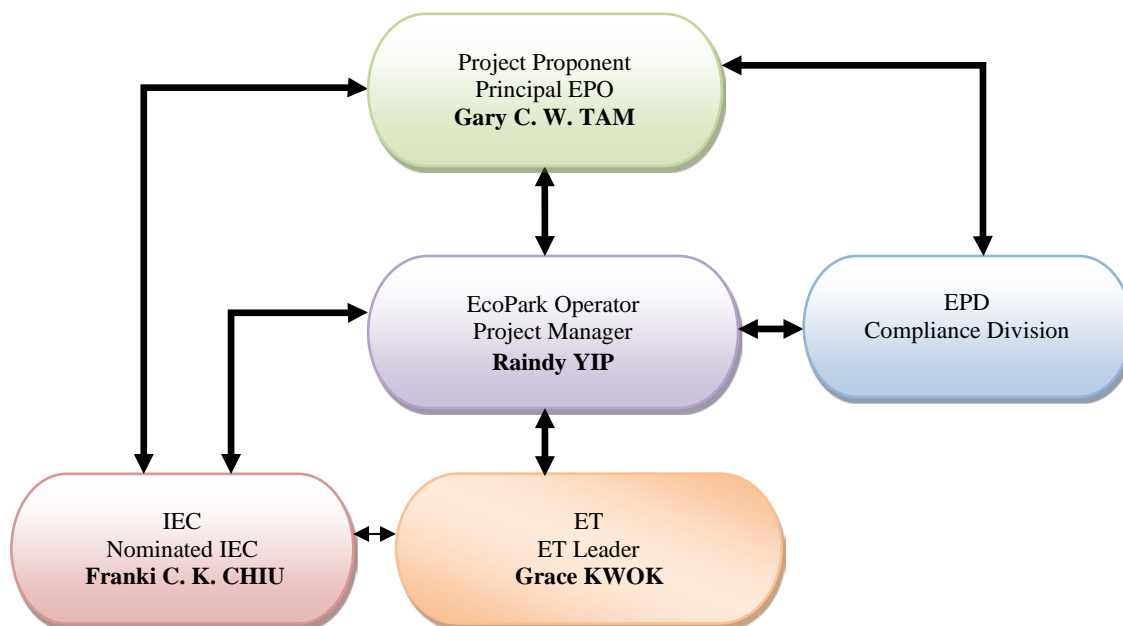 Project Proponent
Principal EPO
Gary C. W. TAM
EcoPark Operator
Project Manager
Raindy YIP
EPD
Compliance Division
IEC
Nominated IEC
Franki C. K. CHIU
ET
ET Leader
Grace KWOK